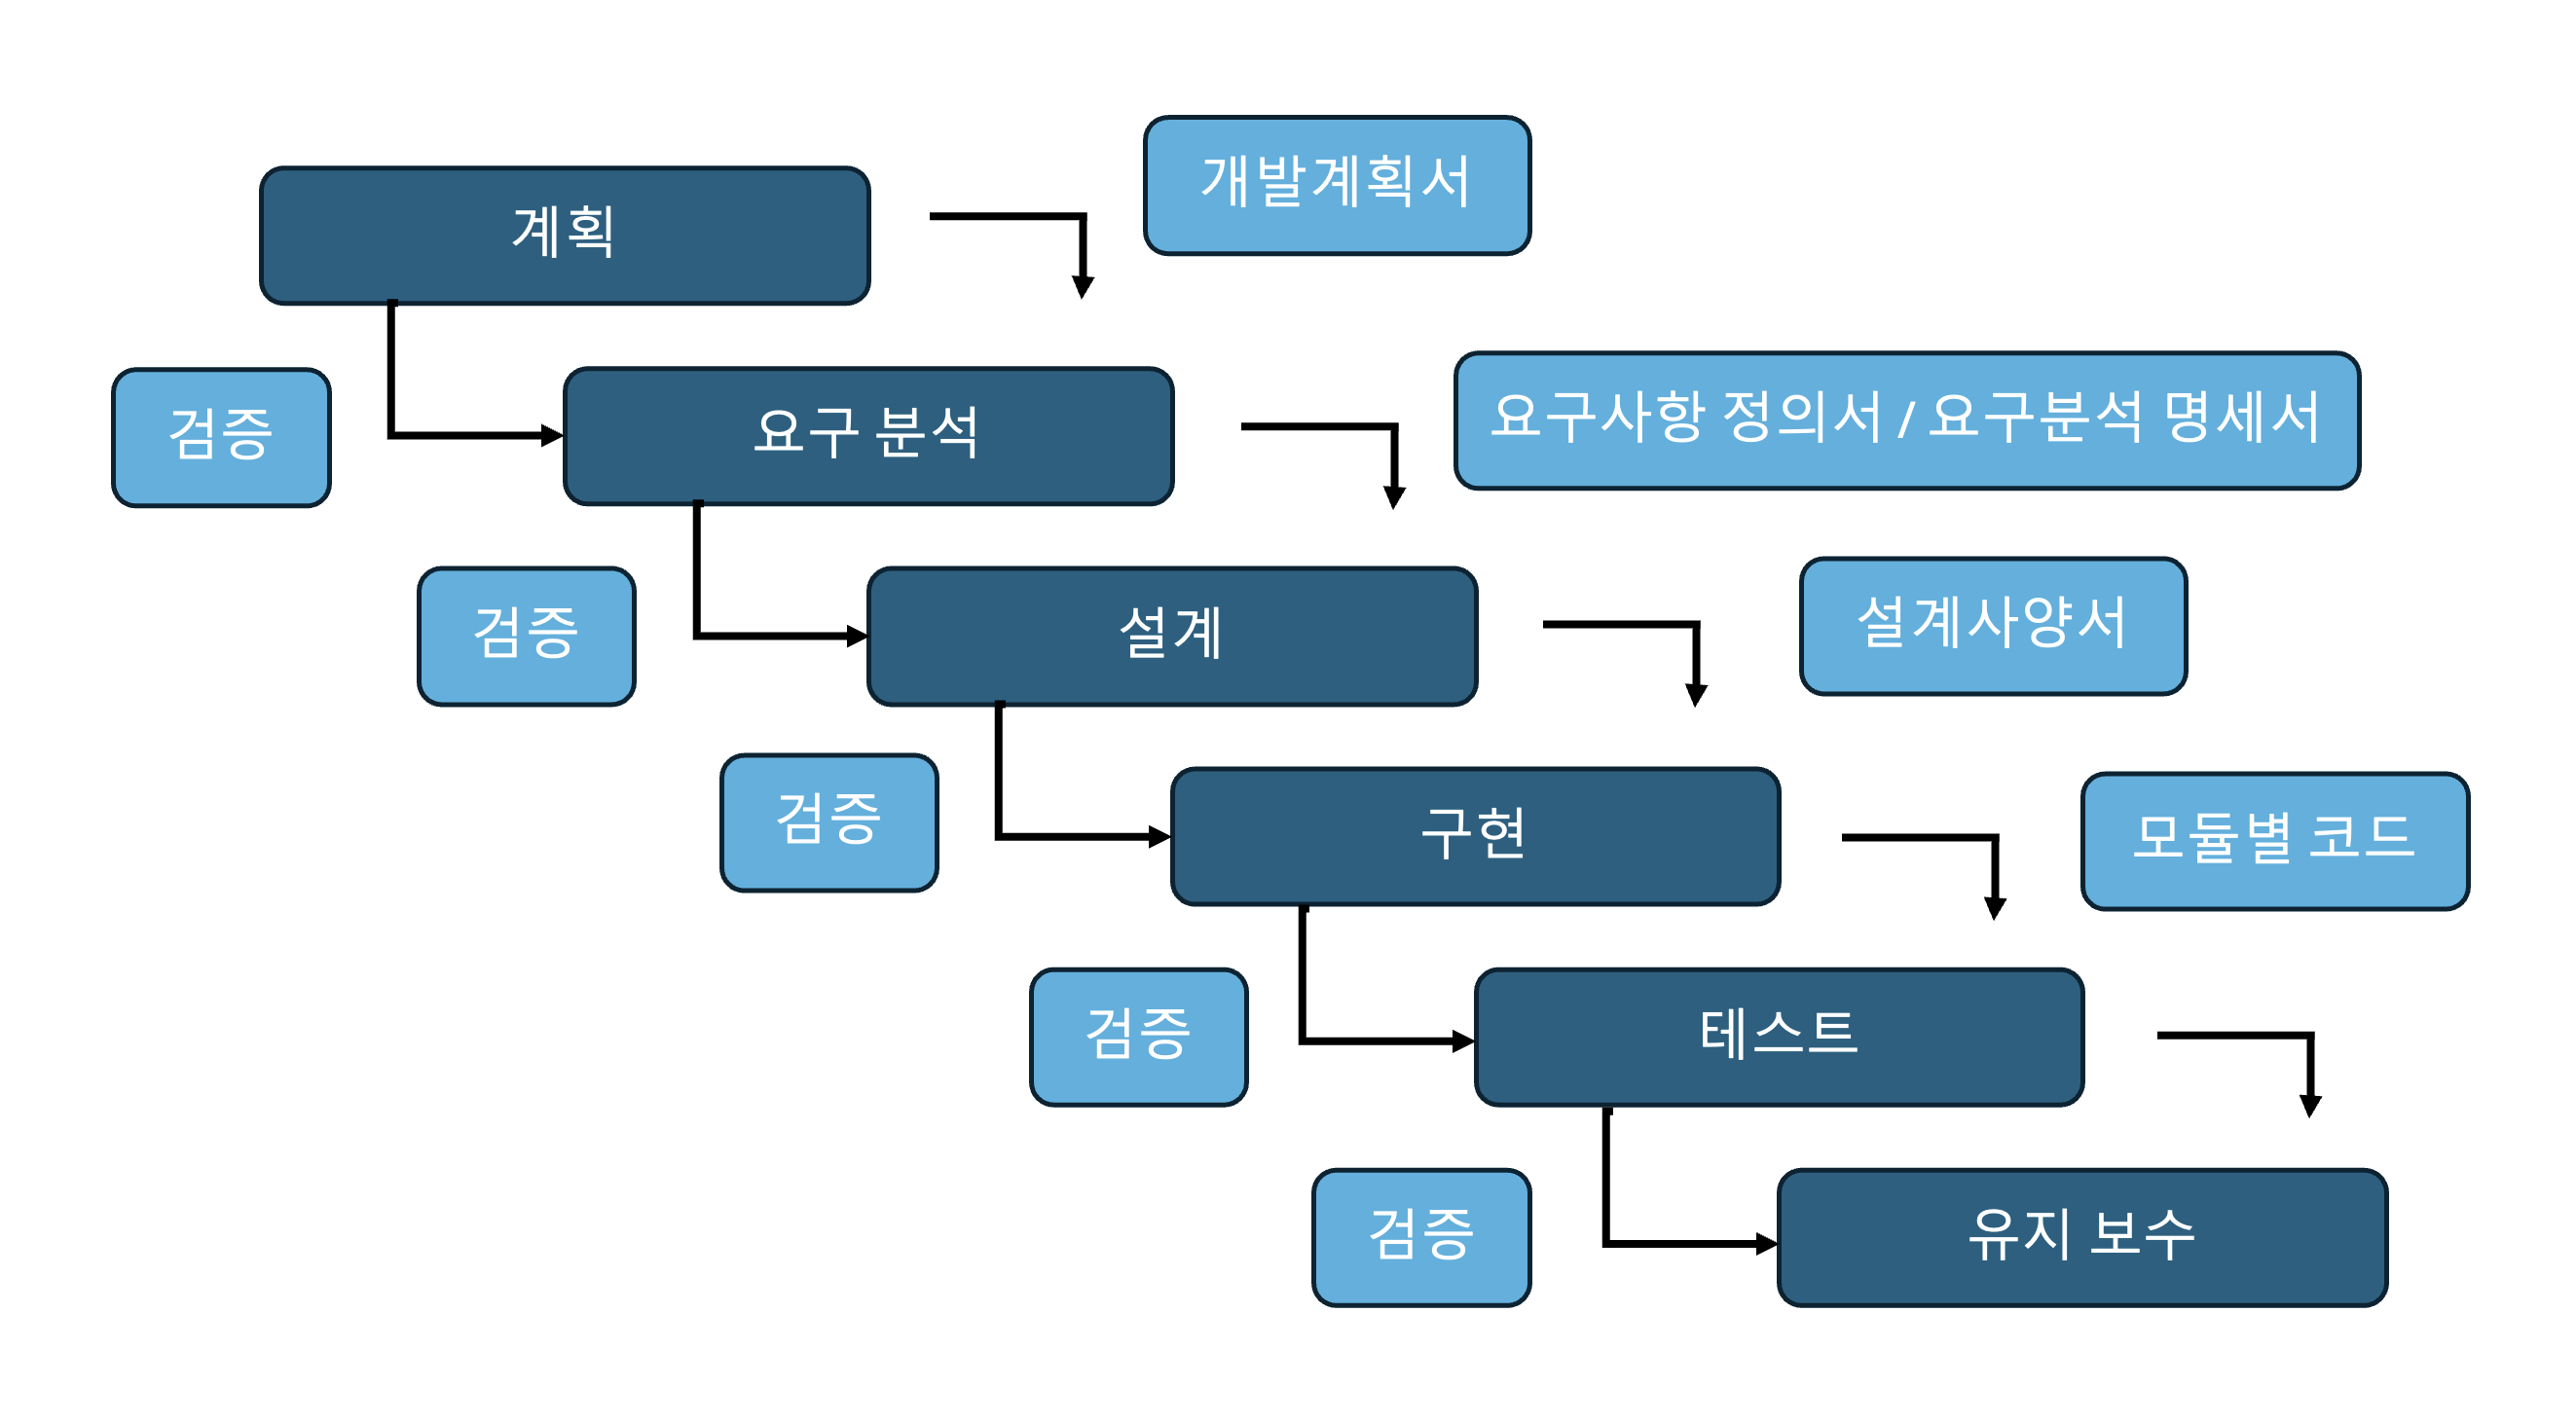 개발계획서
계획
요구사항 정의서 / 요구분석 명세서
검증
요구 분석
설계사양서
검증
설계
모듈별 코드
검증
구현
검증
테스트
검증
유지 보수